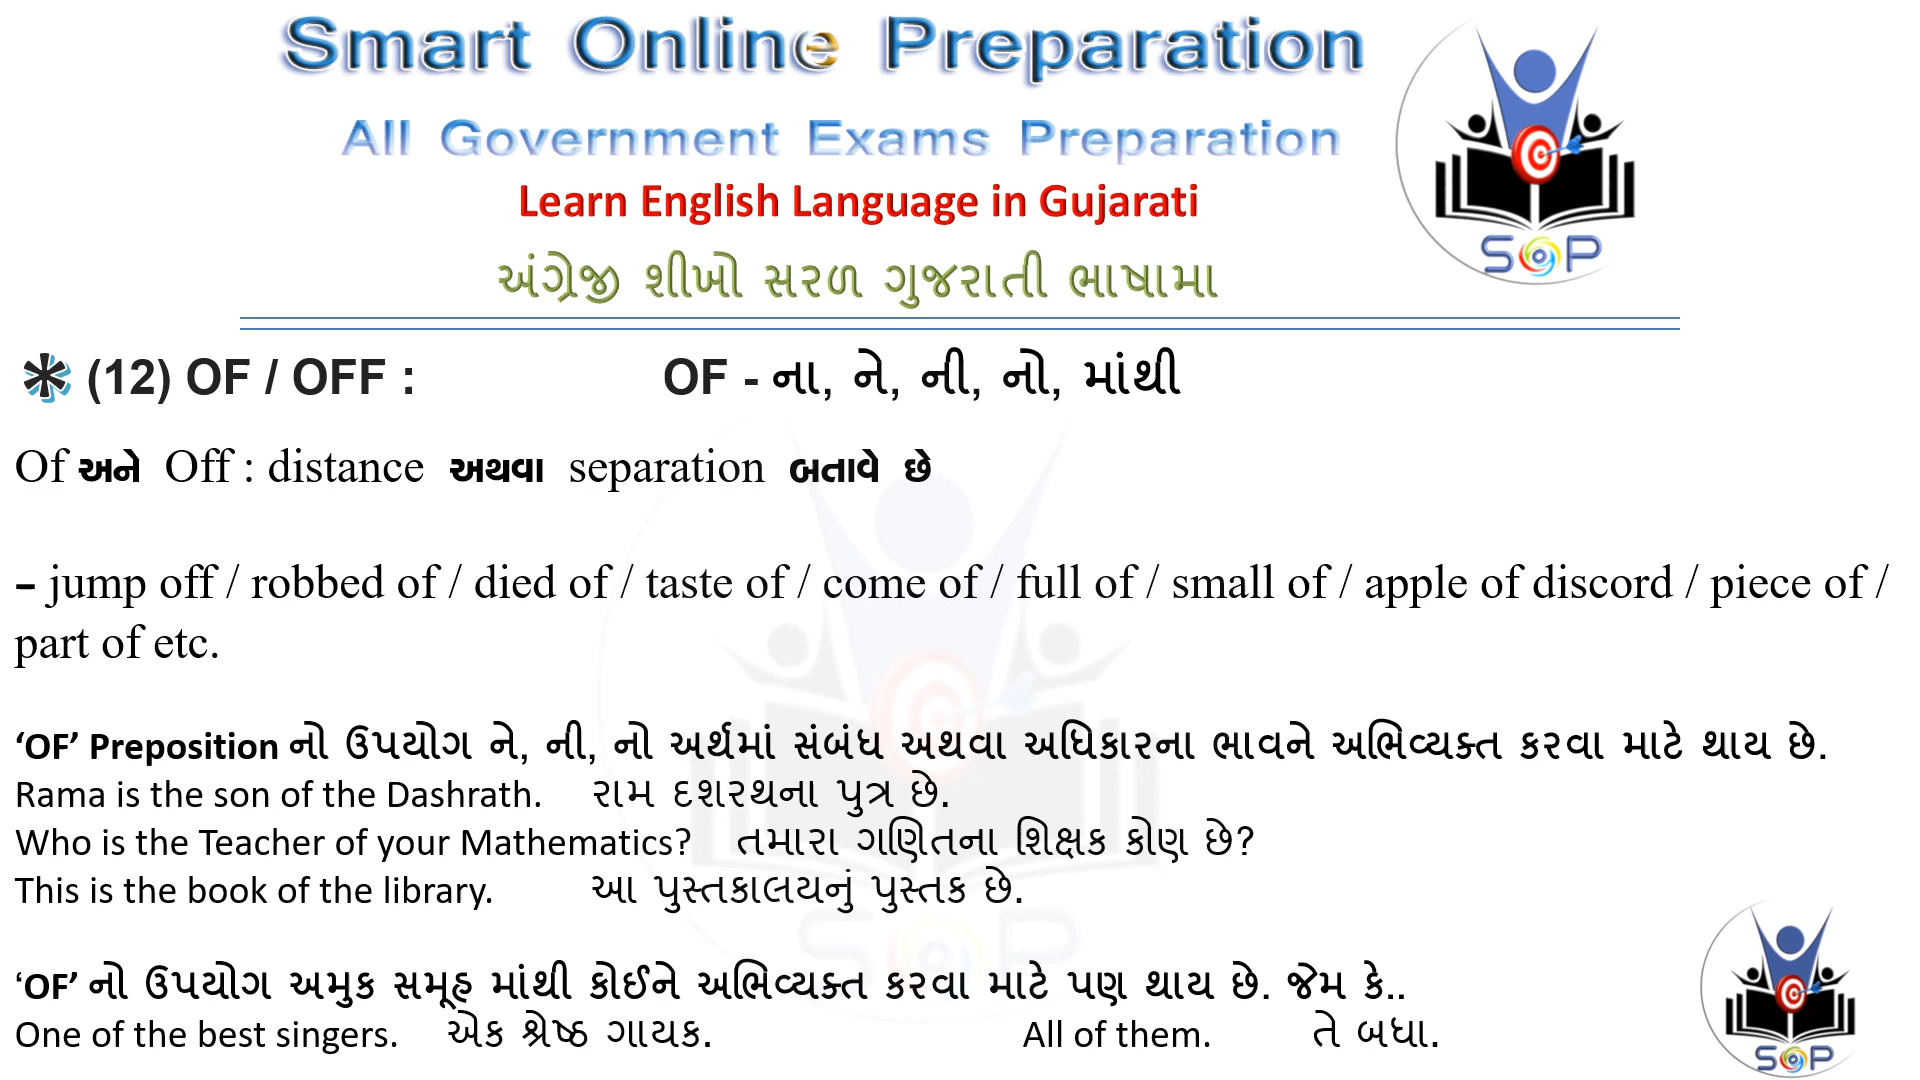 Smart Online Preparation
All Government Exams Preparation
Learn English Language in Gujarati
અંગ્રેજી શીખો સરળ ગુજરાતી ભાષામા
SOP
(12) OF / OFF : OF - ના, ને, ની, નો, માંથી
Of અને Off : distance અથવા separation બતાવે છે
– jump off / robbed of / died of / taste of / come of / full of / small of / apple of discord / piece of /
part of etc.
‘OF’ Preposition નો ઉપયોગ ને, ની, નો અર્થમાં સંબંધ અથવા અધિકારના ભાવને અભિવ્યક્ત કરવા માટે થાય છે.
Rama is the son of the Dashrath. રામ દશરથના પુત્ર છે.
Who is the Teacher of your Mathematics? તમારા ગણિતના શિક્ષક કોણ છે?
This is the book of the library. આ પુસ્તકાલયનું પુસ્તક છે.
SOP
‘OF’ નો ઉપયોગ અમુક સમૂહ માંથી કોઈને અભિવ્યક્ત કરવા માટે પણ થાય છે. જેમ કે..
One of the best singers. એક શ્રેષ્ઠ ગાયક. All of them. તે બધા.
SOP